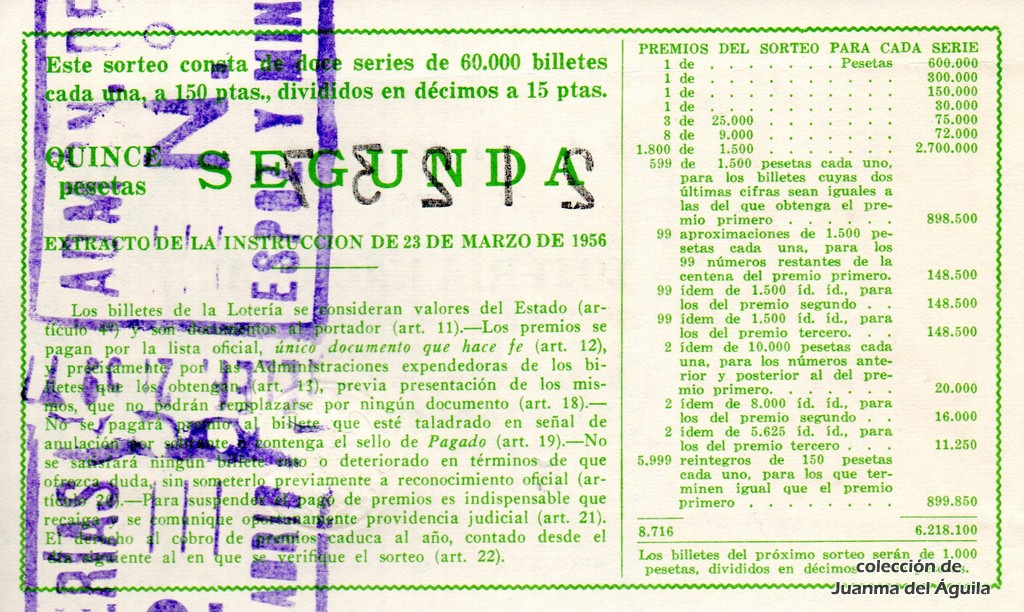 Este sorteo consta de doce series de 60.000 billetes
cada una, a 150 ptas., divididos en décimos a 15 ptas.
QUINCE
pesetas
SEGUNDA
EXTRACTO DE LA INSTRUCCION DE 23 DE MARZO DE 1956
Los billetes de la Lotería se consideran valores del Estado (ar-
tículo 4º) y son documentos al portador (art. 11).—Los premios se
pagan por la lista oficial, único documento que hace fe (art. 12),
y precisamente por las Administraciones expendedoras de los bi-
lletes que los obtengan (art. 13), previa presentación de los mis-
mos, que no podrán remplazarse por ningún documento (art. 18).—
No se pagará premio al billete que esté taladrado en señal de
anulación por sorteante o contenga el sello de Pagado (art. 19).—No
se satisfará ningún billete roto o deteriorado en términos de que
ofrezca duda, sin someterlo previamente a reconocimiento oficial (ar-
tículo 20).—Para suspender el pago de premios es indispensable que
recaiga y se comunique oportunamente providencia judicial (art. 21).
El derecho al cobro de premios caduca al año, contado desde el
día siguiente al en que se verifique el sorteo (art. 22).
PREMIOS DEL SORTEO PARA CADA SERIE
1 de . . . . . . . Pesetas 600.000
1 de . . . . . . . . . 300.000
1 de . . . . . . . . . 150.000
1 de . . . . . . . . . 30.000
3 de 25.000 . . . . . . . 75.000
8 de 9.000 . . . . . . . 72.000
1.800 de 1.500 . . . . . . . 2.700.000
599 de 1.500 pesetas cada uno,
para los billetes cuyas dos
últimas cifras sean iguales a
las del que obtenga el pre-
mio primero . . . . . . 898.500
99 aproximaciones de 1.500 pe-
setas cada una, para los
99 números restantes de la
centena del premio primero. 148.500
99 ídem de 1.500 íd. íd., para
los del premio segundo . . 148.500
99 ídem de 1.500 íd. íd., para
los del premio tercero. . . 148.500
2 ídem de 10.000 pesetas cada
una, para los números ante-
rior y posterior al del pre-
mio primero. . . . . . . 20.000
2 ídem de 8.000 íd. íd., para
los del premio segundo . . 16.000
2 ídem de 5.625 íd. íd., para
los del premio tercero . . . 11.250
5.999 reintegros de 150 pesetas
cada uno, para los que ter-
minen igual que el premio
primero . . . . . . . . 899.850
8.716 6.218.100
Los billetes del próximo sorteo serán de 1.000
pesetas, divididos en décimos
colección de
Juanma del Águila